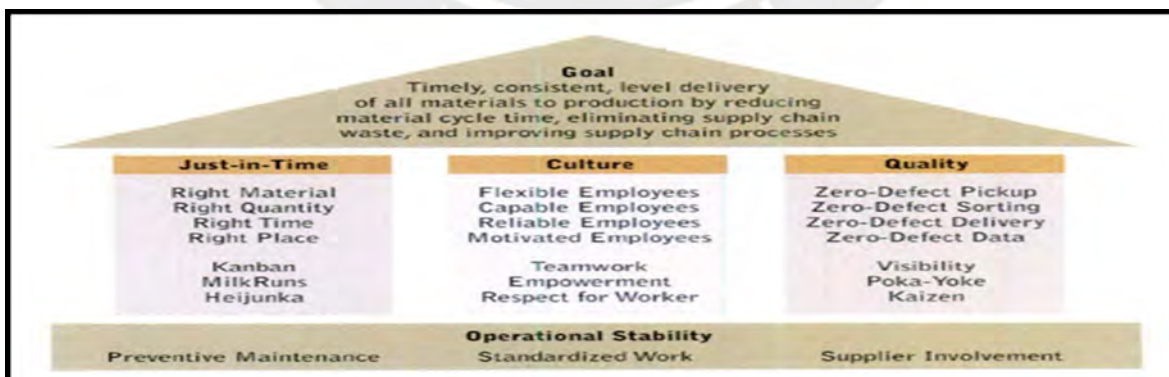 Goal
Timely, consistent, level delivery
of all materials to production by reducing
material cycle time, eliminating supply chain
waste, and improving supply chain processes
Just-in-Time
Right Material
Right Quantity
Right Time
Right Place
Kanban
MilkRuns
Heijunka
Culture
Flexible Employees
Capable Employees
Reliable Employees
Motivated Employees
Teamwork
Empowerment
Respect for Worker
Quality
Zero-Defect Pickup
Zero-Defect Sorting
Zero-Defect Delivery
Zero-Defect Data
Visibility
Poka-Yoke
Kaizen
Operational Stability
Preventive Maintenance
Standardized Work
Supplier Involvement